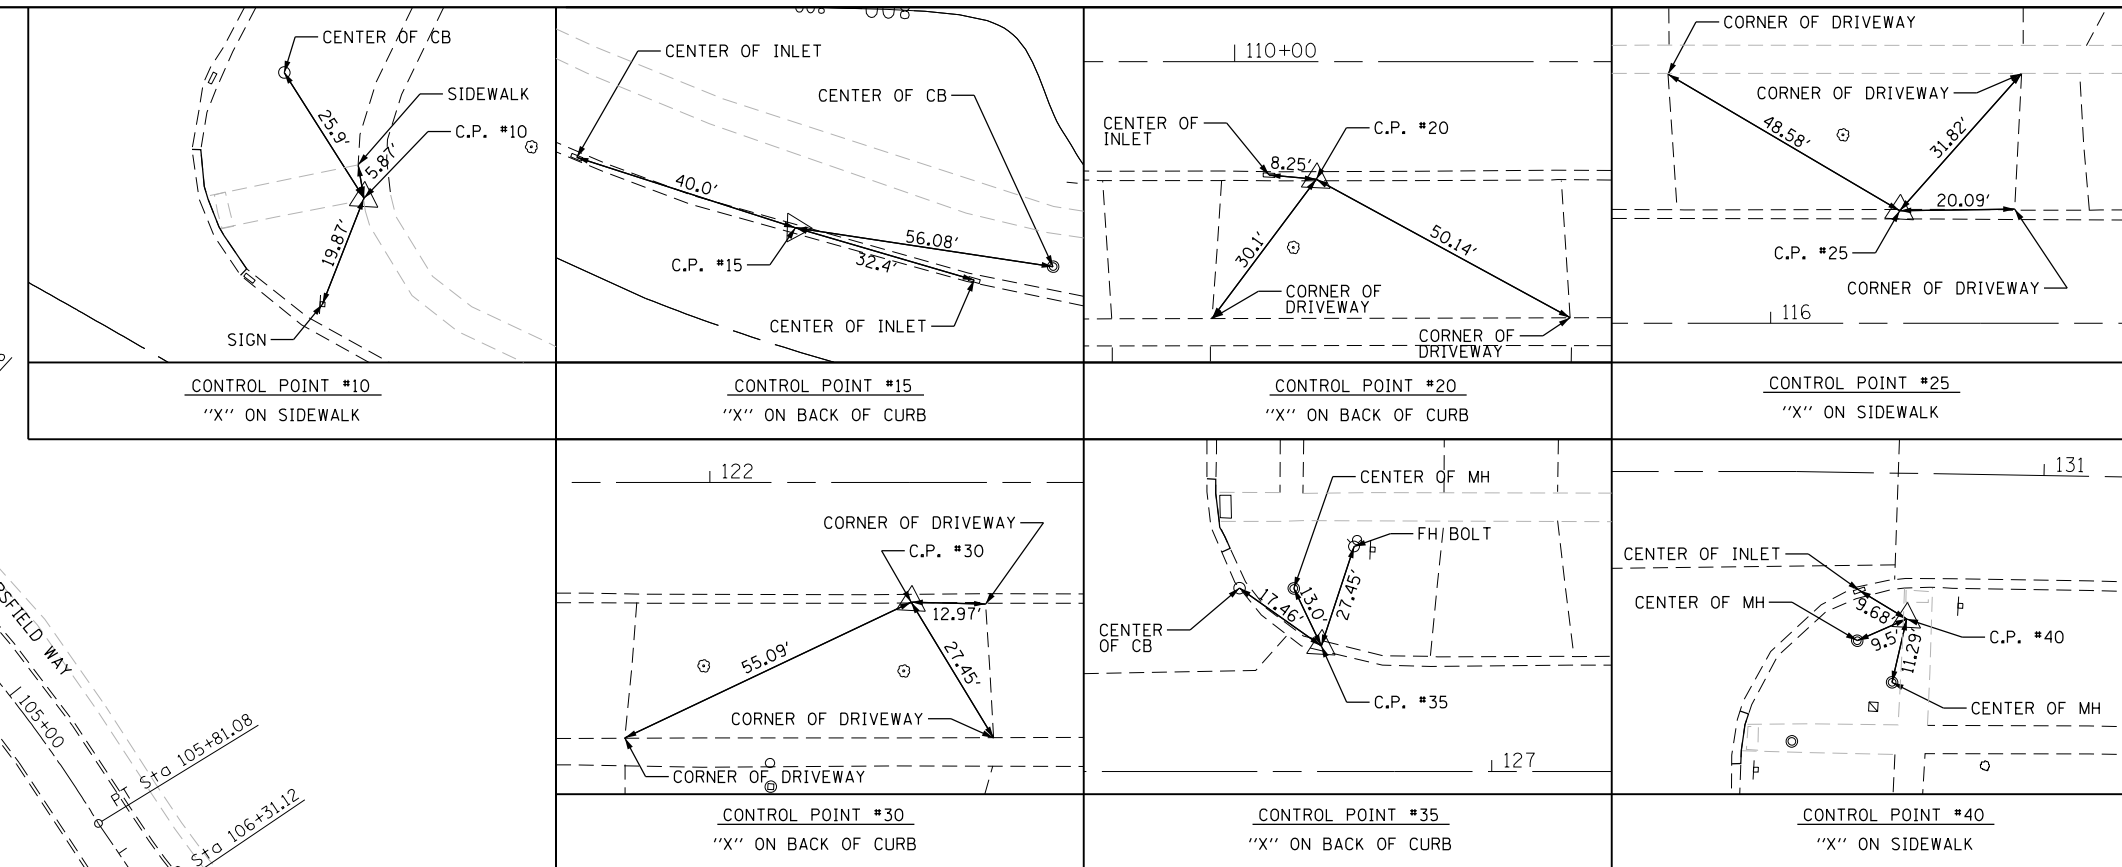 CENTER OF CB
SIDEWALK
C.P. #10
25.9'
5.87'
19.87'
SIGN
CONTROL POINT #10
"X" ON SIDEWALK
008
CENTER OF INLET
CENTER OF CB
40.0'
56.08'
32.4'
C.P. #15
CENTER OF INLET
CONTROL POINT #15
"X" ON BACK OF CURB
110+00
CENTER OF
INLET
C.P. #20
8.25'
30.1'
50.14'
CORNER OF
DRIVEWAY
CORNER OF
DRIVEWAY
CONTROL POINT #20
"X" ON BACK OF CURB
CORNER OF DRIVEWAY
CORNER OF DRIVEWAY
48.58'
31.82'
20.09'
C.P. #25
CORNER OF DRIVEWAY
116
CONTROL POINT #25
"X" ON SIDEWALK
RSFIELD WAY
105+00
Sta 105+81.08
Sta 106+31.12
122
CORNER OF DRIVEWAY
C.P. #30
12.97'
55.09'
27.45'
CORNER OF DRIVEWAY
CORNER OF DRIVEWAY
CONTROL POINT #30
"X" ON BACK OF CURB
CENTER OF MH
FH BOLT
17.46'
13.0'
27.45'
CENTER
OF CB
C.P. #35
127
CONTROL POINT #35
"X" ON BACK OF CURB
131
CENTER OF INLET
CENTER OF MH
9.68'
9.5'
11.29'
C.P. #40
CENTER OF MH
CONTROL POINT #40
"X" ON SIDEWALK